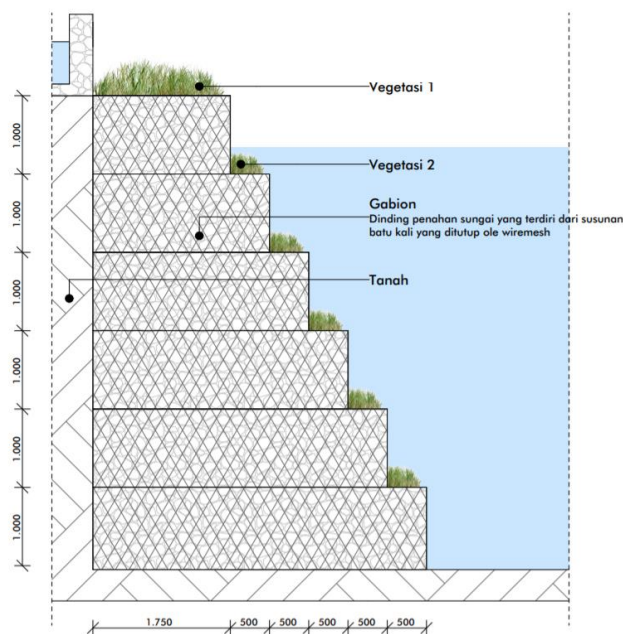 Vegetasi 1
Vegetasi 2
Gabion
Dinding penahan sungai yang terdiri dari susunan
batu kali yang ditutup ole wiremesh
Tanah
1.000
1.000
1.000
1.000
1.000
1.000
1.750 500 500 500 500 500